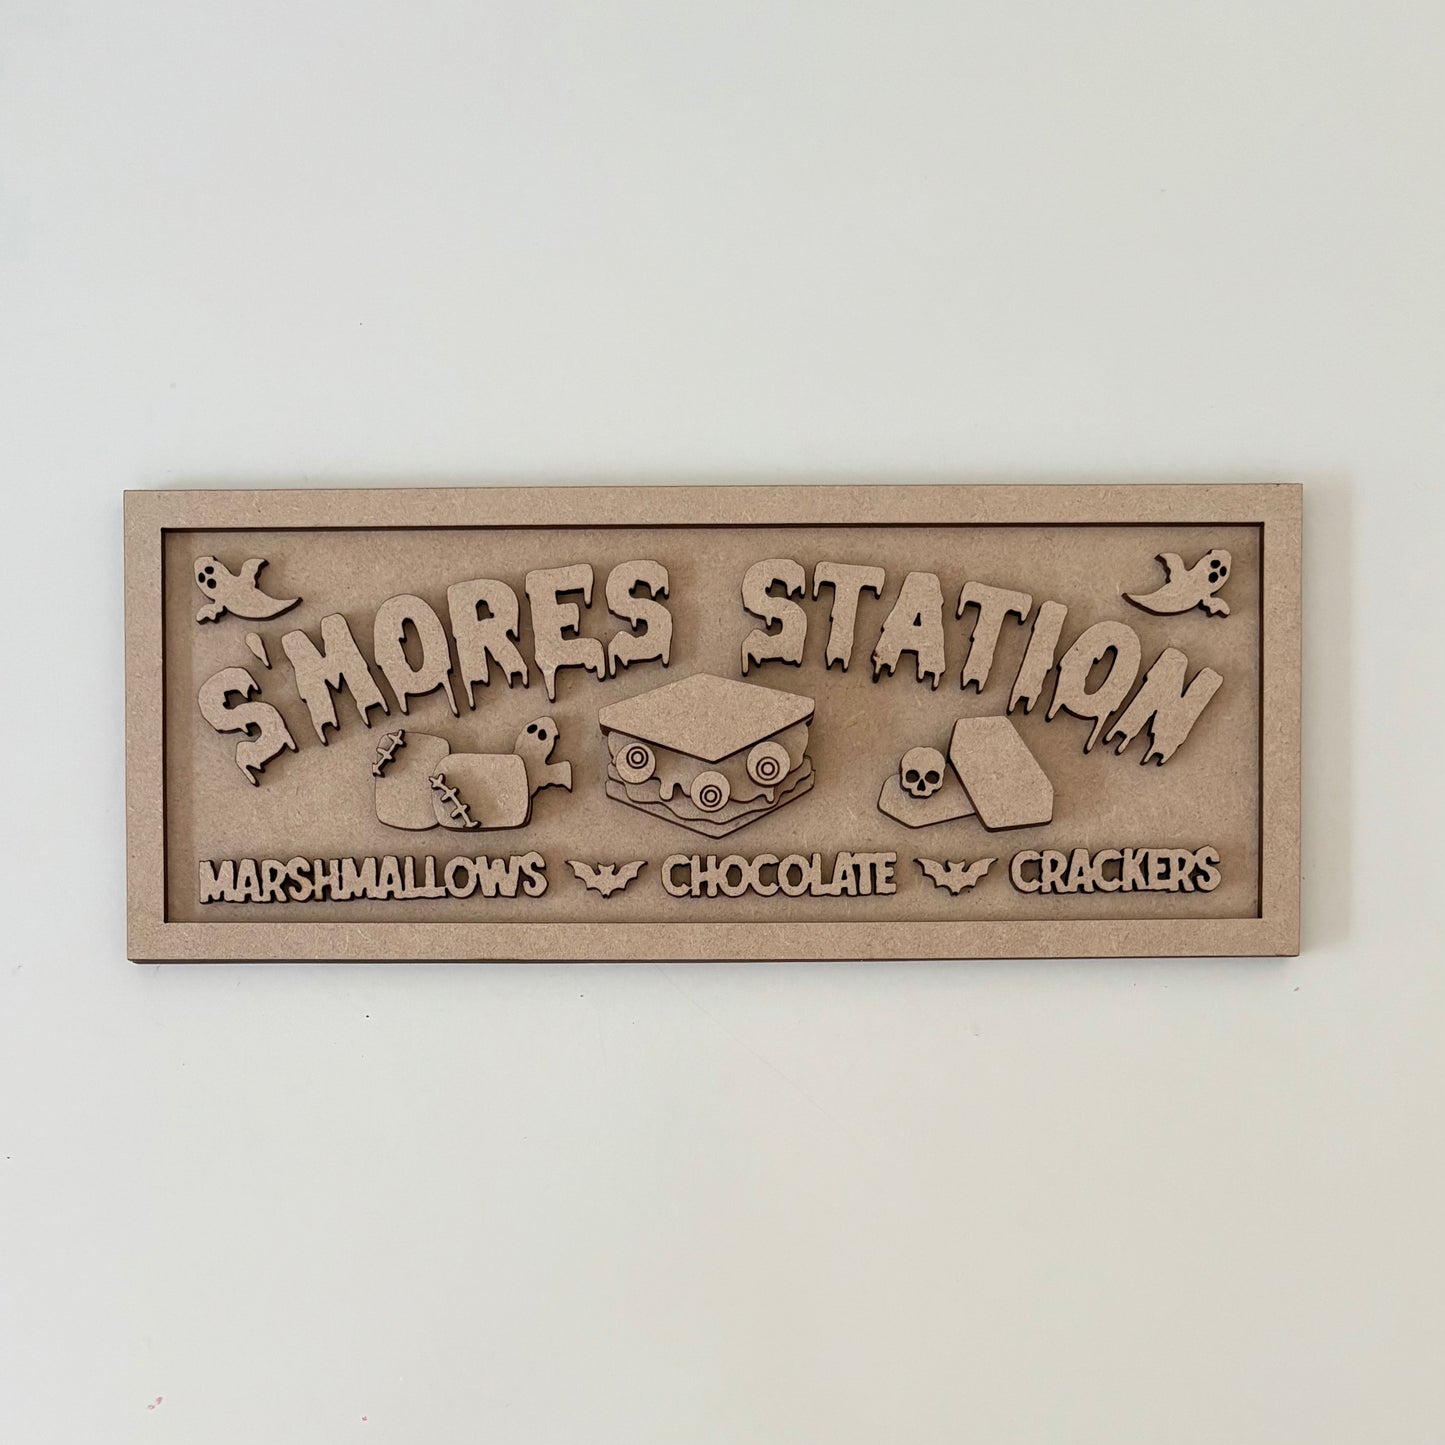 S'MORES STATION
MARSHMALLOWS CHOCOLATE CRACKERS